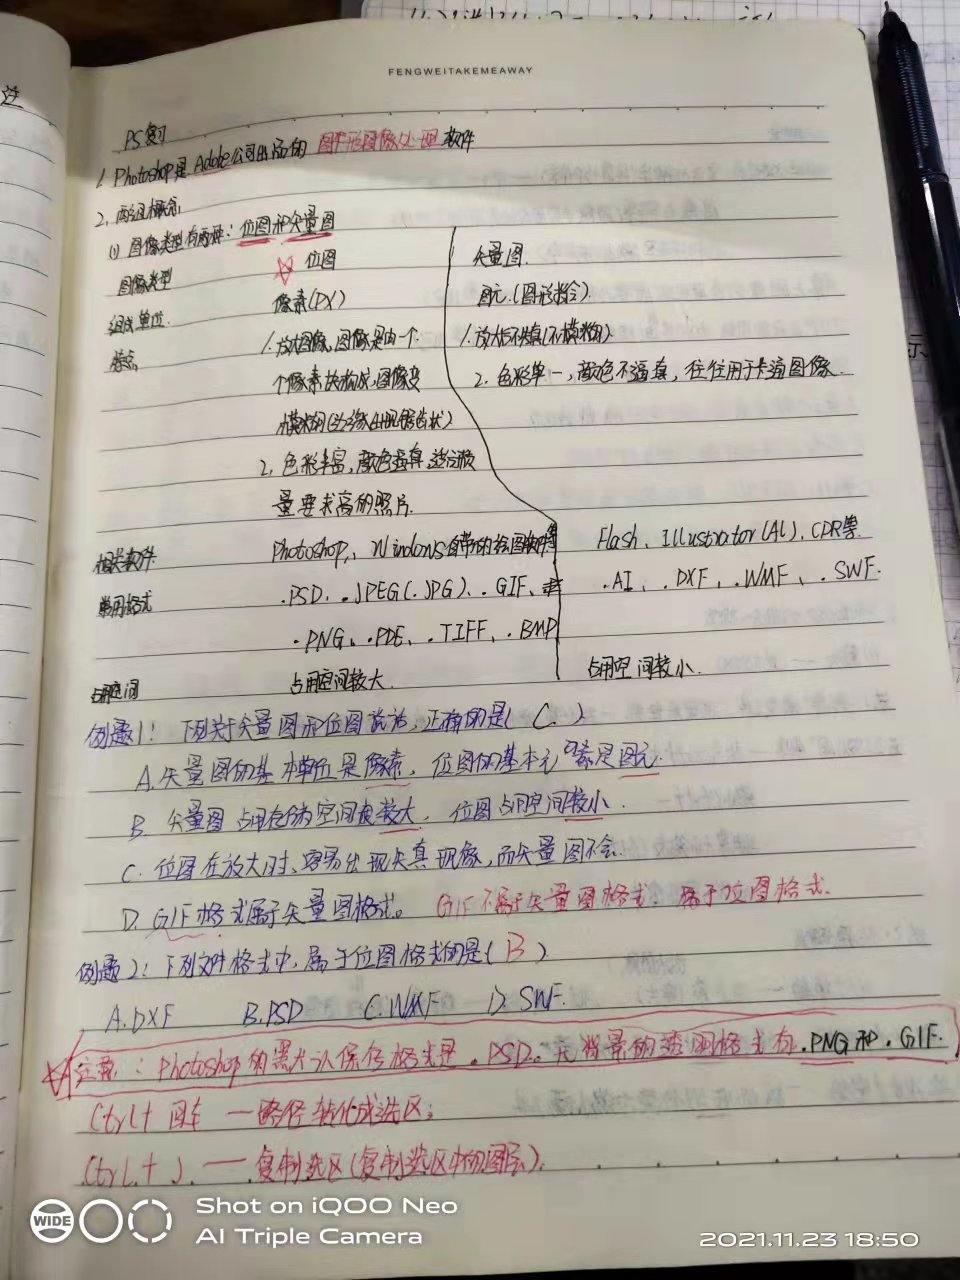 注
FENGWEITAKEMEAWAY
PS复习
1. Photoshop是Adobe公司出品的 图形图像处理 软件
2. 两组概念
(1) 图像类型有两种: 位图和矢量图
图像类型 ☆ 位图 矢量图.
组成单位. 像素(PX) 图元.(图形指令)
特点 1. 放大图像,图像是由一个 1. 放大后不失真(不模糊)
个像素块构成,图像变 2. 色彩单一,颜色不逼真,往往用于卡通图像.
模糊(边缘出现锯齿状)
2. 色彩丰富,颜色逼真,适合质
量要求高的照片.
相关软件. Photoshop、Windows自带的绘图软件等 Flash、Illustrator(AI)、CDR等.
常用格式 .PSD、.JPEG(.JPG)、.GIF、 .AI、.DXF、.WMF、.SWF.
.PNG、.PDF、.TIFF、.BMP
占用空间 占用空间较大. 占用空间较小.
例题1: 下列关于矢量图和位图说法,正确的是( C. )
A. 矢量图的基本单位是像素,位图的基本元素是图元.
B. 矢量图占用存储空间较大,位图占用空间较小.
C. 位图在放大时、容易出现失真现像,而矢量图不会.
D. GIF格式属于矢量图格式。 GIF不属于矢量图格式. 属于位图格式.
例题2: 下列文件格式中,属于位图格式的是( B )
A. DXF B. PSD C. WMF D. SWF.
☆注意: Photoshop的默认保存格式是.PSD。无背景的透明格式有.PNG和.GIF.
Ctrl+回车 — 路径转化成选区;
Ctrl+J — 复制选区(复制选区中的图层).
WIDE
Shot on iQOO Neo
AI Triple Camera
2021.11.23 18:50